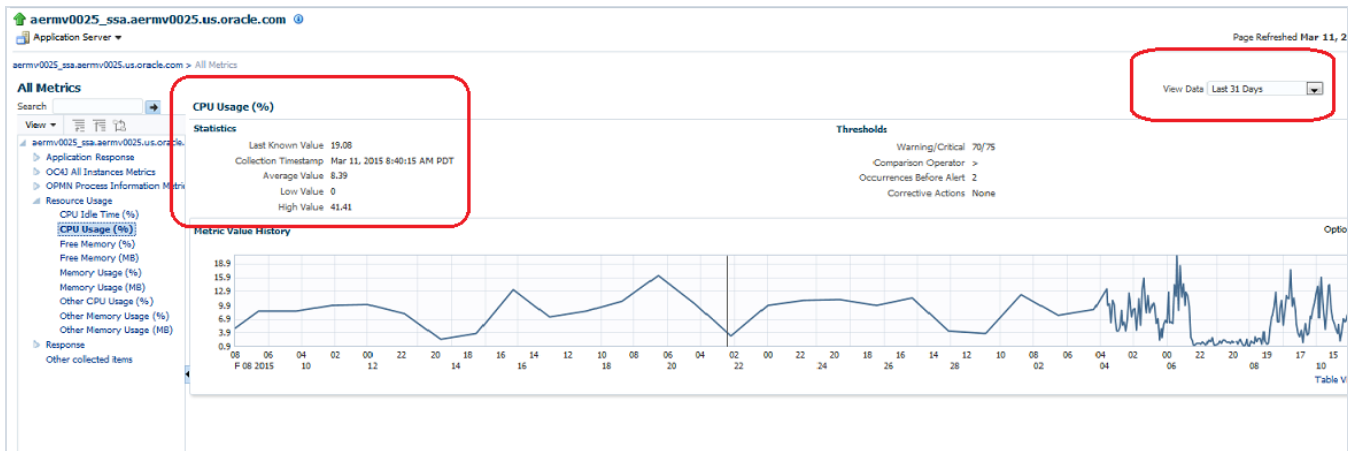 aermv0025_ssa.aermv0025.us.oracle.com
Application Server
Page Refreshed Mar 11, 2
aermv0025_ssa.aermv0025.us.oracle.com > All Metrics
All Metrics
View Data Last 31 Days
Search
CPU Usage (%)
View
Statistics
Thresholds
aermv0025_ssa.aermv0025.us.oracle.
Last Known Value 19.08
Warning/Critical 70/75
Application Response
Collection Timestamp Mar 11, 2015 8:40:15 AM PDT
Comparison Operator >
OC4J All Instances Metrics
Average Value 8.39
Occurrences Before Alert 2
OPMN Process Information Metri
Low Value 0
Corrective Actions None
Resource Usage
High Value 41.41
CPU Idle Time (%)
CPU Usage (%)
Metric Value History
Optio
Free Memory (%)
Free Memory (MB)
Memory Usage (%)
Memory Usage (MB)
Other CPU Usage (%)
Other Memory Usage (%)
Other Memory Usage (MB)
Response
Other collected items
18.9
15.9
12.9
9.9
6.9
3.9
0.9
08 06 04 02 00 22 20 18 16 14 12 10 08 06 04 02 00 22 20 18 16 14 12 10 08 06 04 02 00 22 20 19 17 15
F 08 2015 10 12 14 16 18 20 22 24 26 28 02 04 06 08 10
Table V